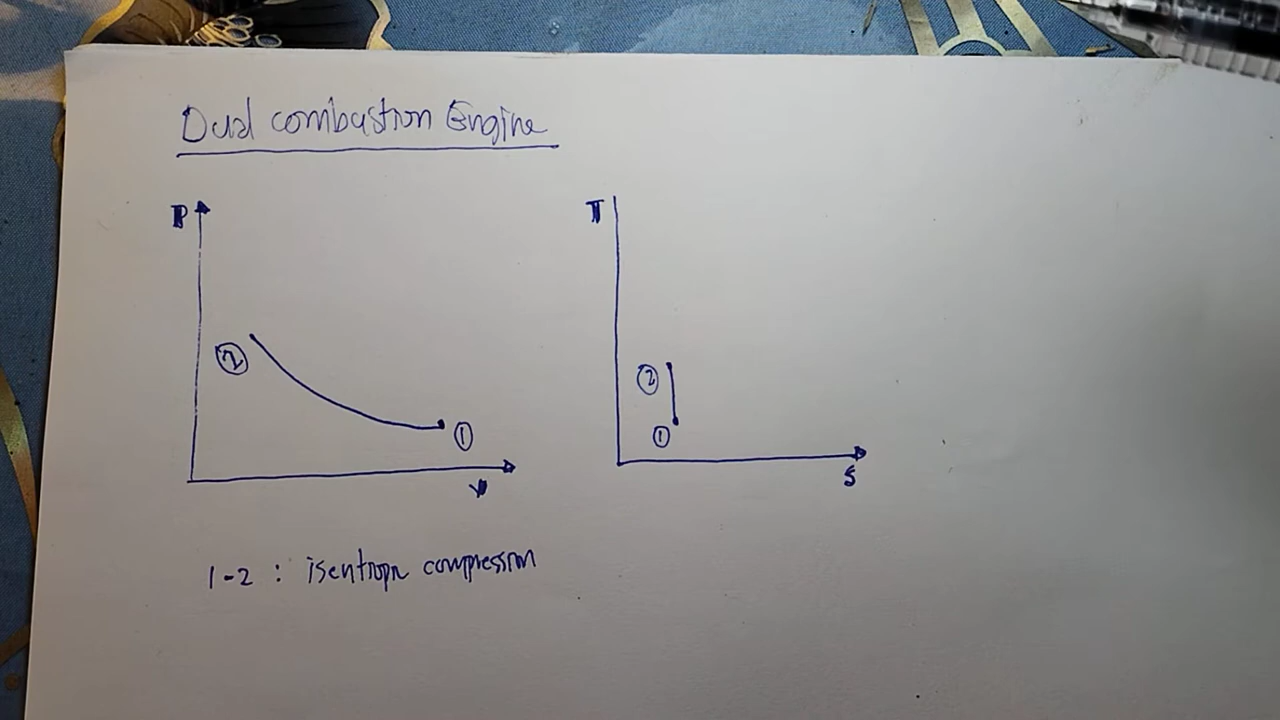 Dual combustion Engine
P
T
②
②
①
①
V
S
1-2 : isentropic compression